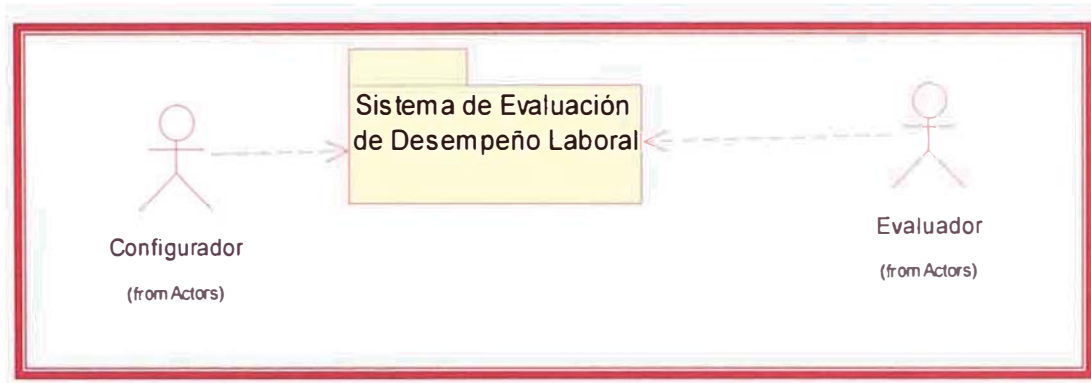 Sistema de Evaluación
de Desempeño Laboral
Configurador
(from Actors)
Evaluador
(from Actors)